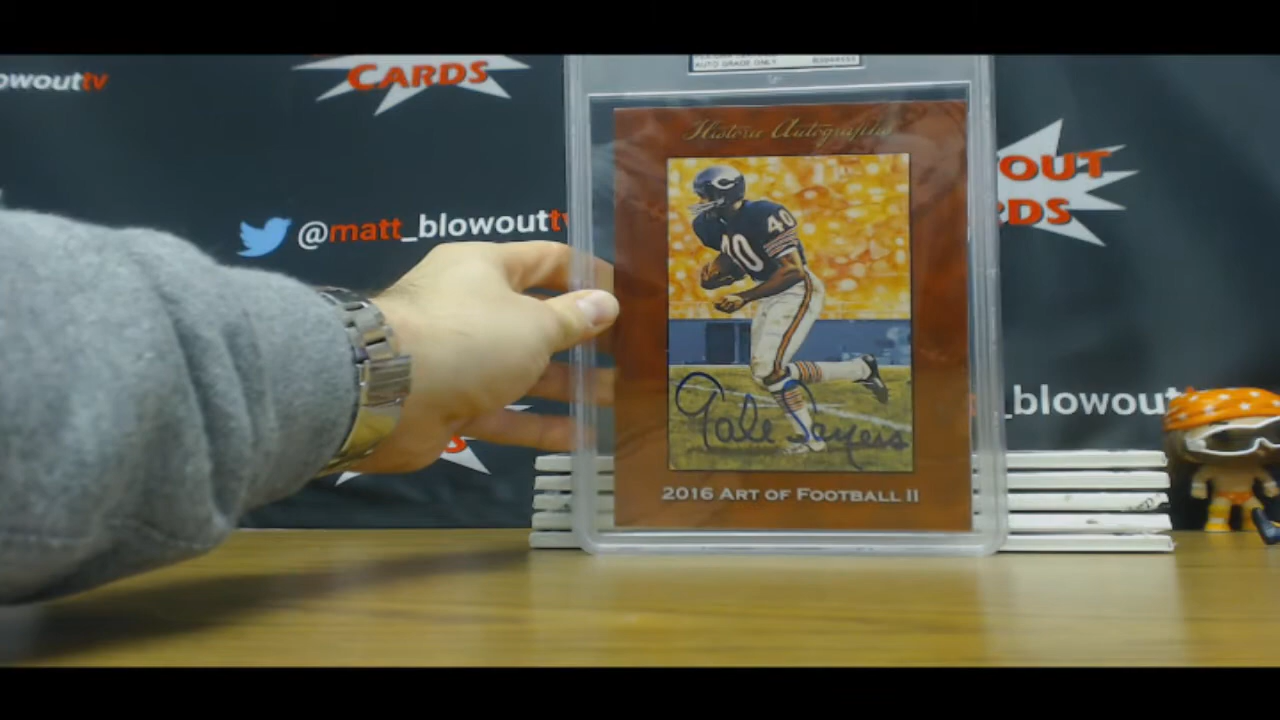 owouttv
CARDS
AUTO GRADE ONLY
Historic Autographs
OUT
RDS
@matt_blowouttv
40
40
_blowout
Gale Sayers
2016 ART OF FOOTBALL II